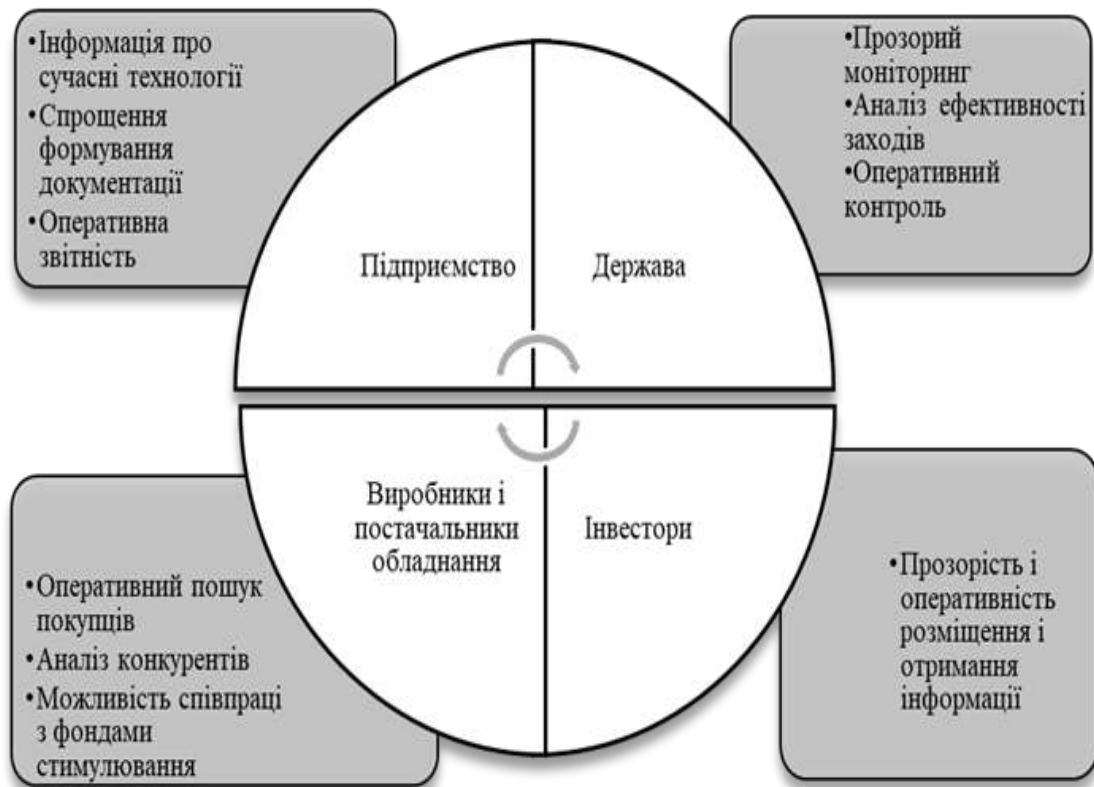 •Інформація про
сучасні технології
•Спрощення
формування
документації
•Оперативна
звітність
•Прозорий
моніторинг
•Аналіз ефективності
заходів
•Оперативний
контроль
Підприємство
Держава
Виробники і
постачальники
обладнання
Інвестори
•Оперативний пошук
покупців
•Аналіз конкурентів
•Можливість співпраці
з фондами
стимулювання
•Прозорість і
оперативність
розміщення і
отримання
інформації